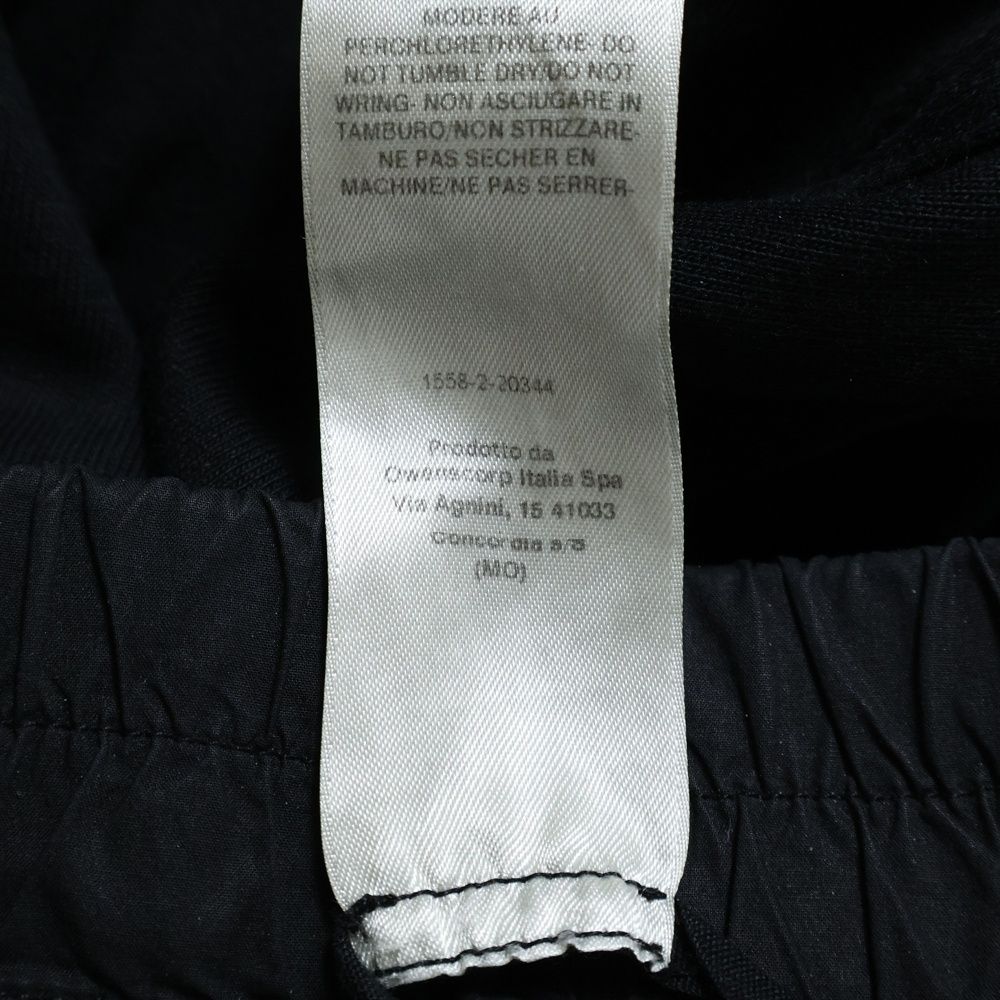 MODERE AU
PERCHLORETHYLENE- DO
NOT TUMBLE DRY/DO NOT
WRING- NON ASCIUGARE IN
TAMBURO/NON STRIZZARE-
NE PAS SECHER EN
MACHINE/NE PAS SERRER-
1558-2-20344
Prodotto da
Owenscorp Italia Spa
Via Agnini, 15 41033
Concordia s/S
(MO)